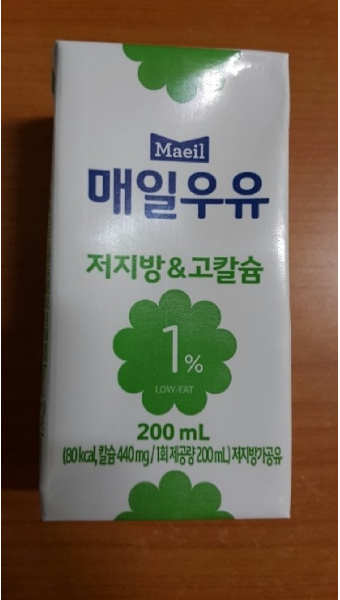 Maeil
매일우유
저지방&고칼슘
1%
LOW-FAT
200 mL
(80 kcal, 칼슘 440 mg / 1회 제공량 200 mL) 저지방가공유